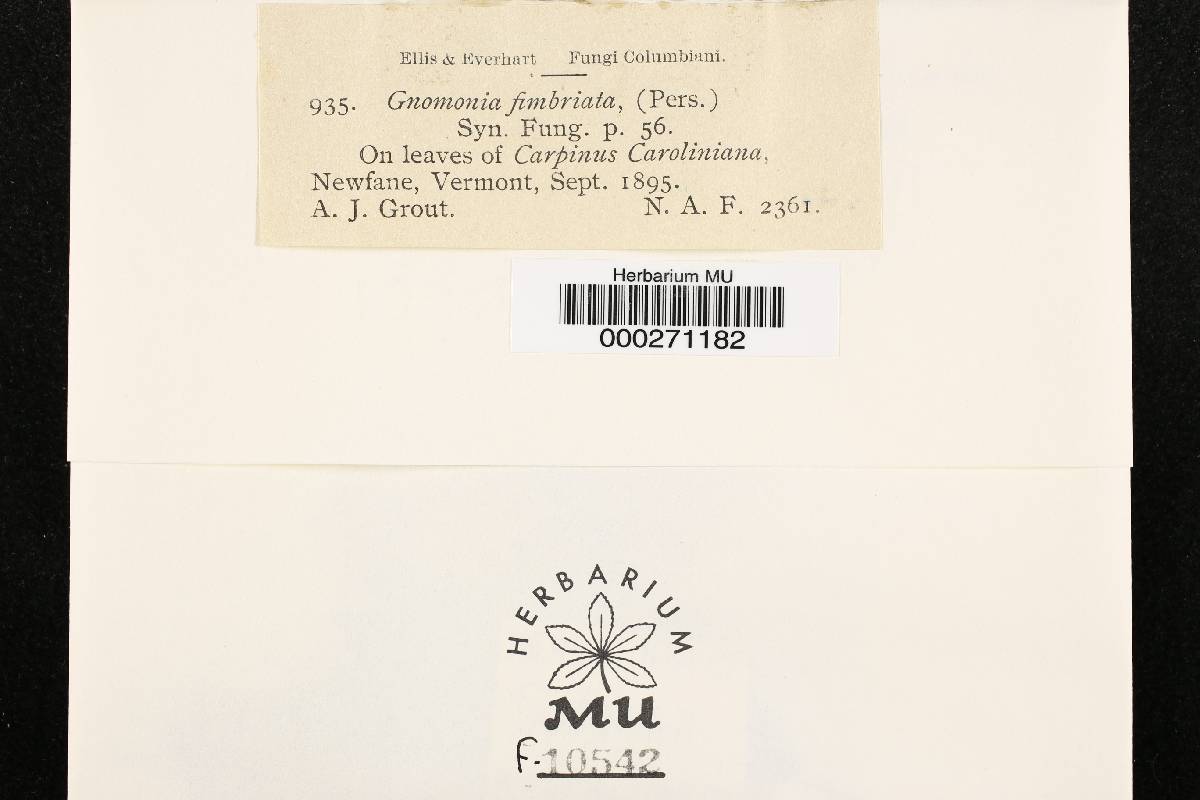 Ellis & Everhart Fungi Columbiani.
935. Gnomonia fimbriata, (Pers.)
Syn. Fung. p. 56.
On leaves of Carpinus Caroliniana,
Newfane, Vermont, Sept. 1895.
A. J. Grout. N. A. F. 2361.
Herbarium MU
000271182
HERBARIUM
MU
F-10542